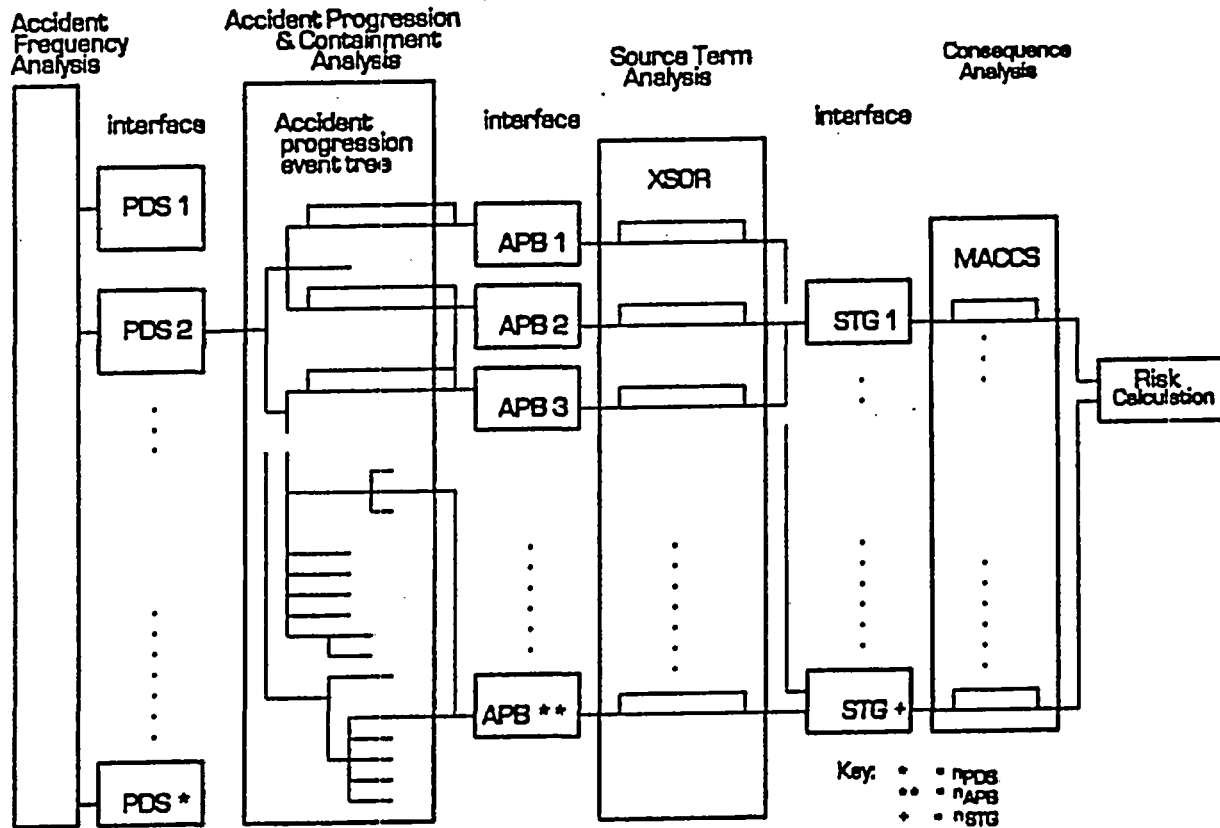 Accident
Frequency
Analysis
Accident Progression
& Containment
Analysis
Source Term
Analysis
Consequence
Analysis
interface
interface
interface
Accident
progression
event tree
XSOR
MACCS
PDS 1
PDS 2
PDS *
APB 1
APB 2
APB 3
APB **
STG 1
STG +
Risk
Calculation
Key: * = nPDS
** = nAPB
+ = nSTG